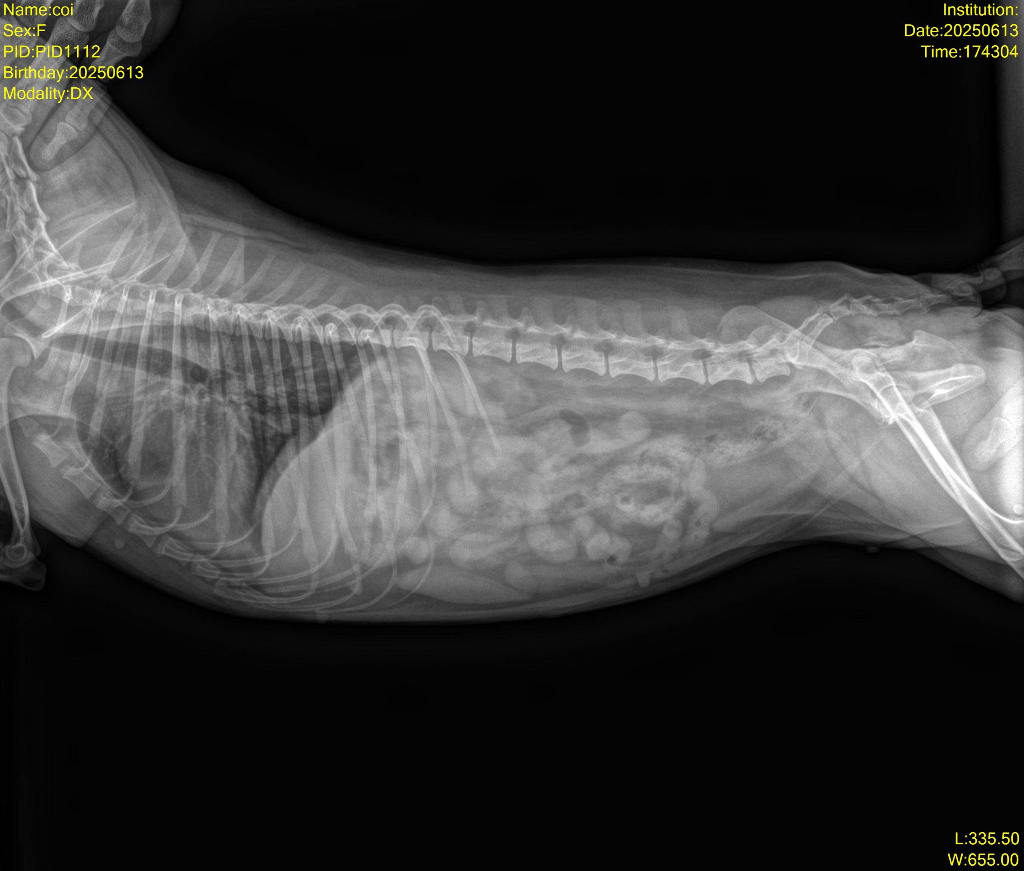 Name:coi
Sex:F
PID:PID1112
Birthday:20250613
Modality:DX
Institution:
Date:20250613
Time:174304
L:335.50
W:655.00